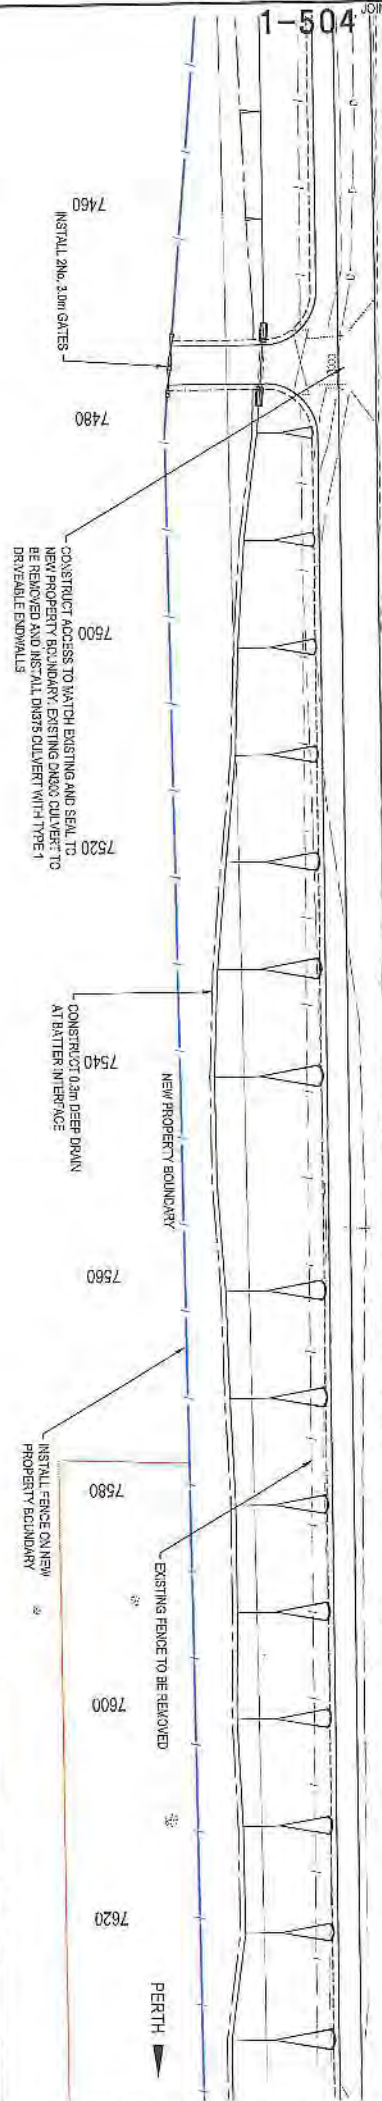 1-504
JOIN
7460
INSTALL 2No. 3.0m GATES
7480
CONSTRUCT ACCESS TO MATCH EXISTING AND SEAL TO
NEW PROPERTY BOUNDARY. EXISTING DN300 CULVERT TO
BE REMOVED AND INSTALL DN375 CULVERT WITH TYPE 1
DRIVEABLE ENDWALLS
7500
7520
CONSTRUCT 0.3m DEEP DRAIN
AT BATTER INTERFACE
7540
NEW PROPERTY BOUNDARY
7560
INSTALL FENCE ON NEW
PROPERTY BOUNDARY
7580
EXISTING FENCE TO BE REMOVED
7600
7620
PERTH